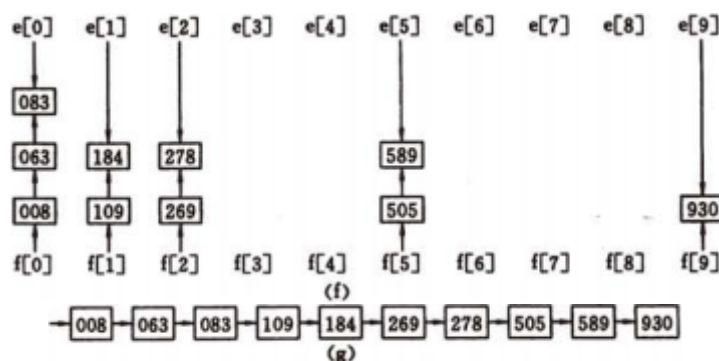 e[0] e[1] e[2] e[3] e[4] e[5] e[6] e[7] e[8] e[9]
083
063 184 278 589
008 109 269 505 930
f[0] f[1] f[2] f[3] f[4] f[5] f[6] f[7] f[8] f[9]
(f)
008 063 083 109 184 269 278 505 589 930
(g)